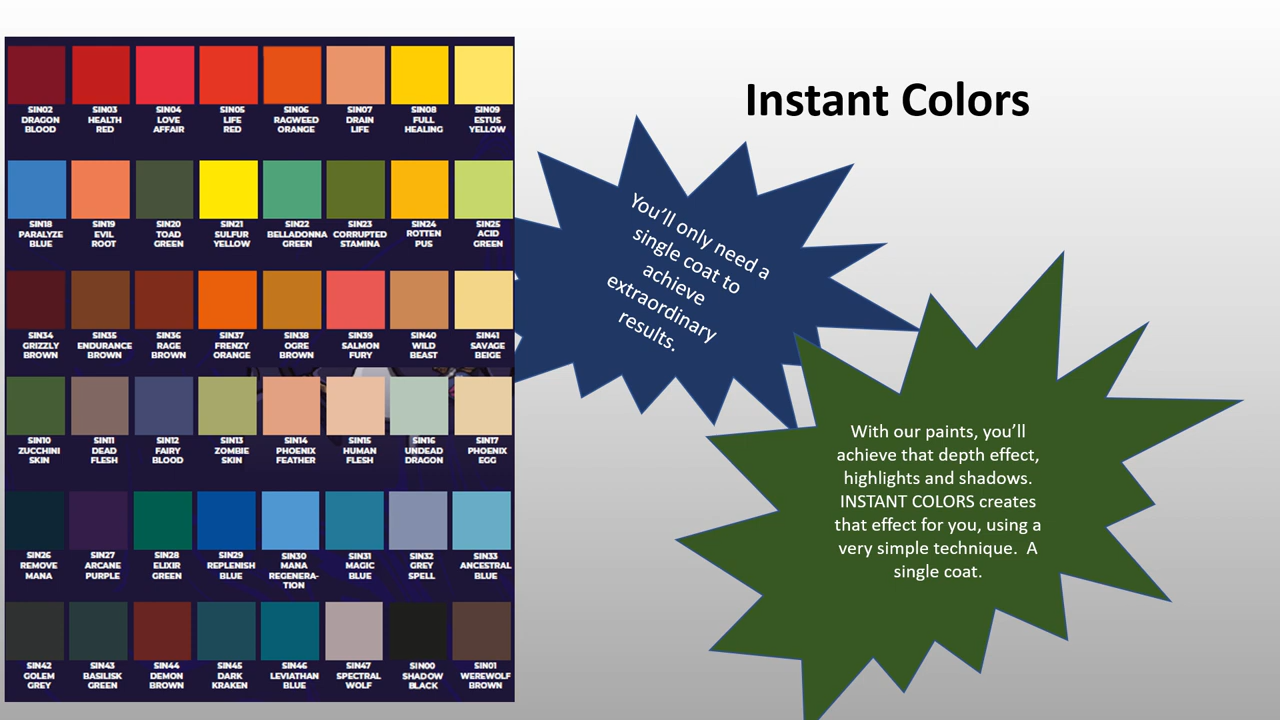 Instant Colors
SIN02 SIN03 SIN04 SIN05 SIN06 SIN07 SIN08 SIN09
DRAGON HEALTH LOVE LIFE RAGWEED DRAIN FULL ESTUS
BLOOD RED AFFAIR RED ORANGE LIFE HEALING YELLOW
SIN18 SIN19 SIN20 SIN21 SIN22 SIN23 SIN24 SIN25
PARALYZE EVIL TOAD SULFUR BELLADONNA CORRUPTED ROTTEN ACID
BLUE ROOT GREEN YELLOW GREEN STAMINA PUS GREEN
SIN34 SIN35 SIN36 SIN37 SIN38 SIN39 SIN40 SIN41
GRIZZLY ENDURANCE RAGE FRENZY OGRE SALMON WILD SAVAGE
BROWN BROWN BROWN ORANGE BROWN FURY BEAST BEIGE
SIN10 SIN11 SIN12 SIN13 SIN14 SIN15 SIN16 SIN17
ZUCCHINI DEAD FAIRY ZOMBIE PHOENIX HUMAN UNDEAD PHOENIX
SKIN FLESH BLOOD SKIN FEATHER FLESH DRAGON EGG
SIN26 SIN27 SIN28 SIN29 SIN30 SIN31 SIN32 SIN33
REMOVE ARCANE ELIXIR REPLENISH MANA MAGIC GREY ANCESTRAL
MANA PURPLE GREEN BLUE REGENERA- BLUE SPELL BLUE
TION
SIN42 SIN43 SIN44 SIN45 SIN46 SIN47 SIN00 SIN01
GOLEM BASILISK DEMON DARK LEVIATHAN SPECTRAL SHADOW WEREWOLF
GREY GREEN BROWN KRAKEN BLUE WOLF BLACK BROWN
You’ll only need a
single coat to
achieve
extraordinary
results.
With our paints, you’ll
achieve that depth effect,
highlights and shadows.
INSTANT COLORS creates
that effect for you, using a
very simple technique.  A
single coat.